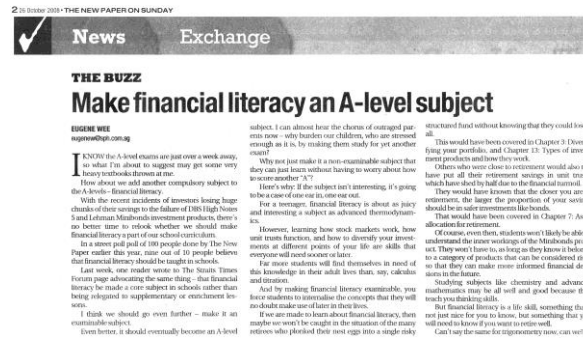 2 26 October 2008 • THE NEW PAPER ON SUNDAY
News Exchange
THE BUZZ
Make financial literacy an A-level subject
EUGENE WEE
eugenew@sph.com.sg
I KNOW the A-level exams are just over a week away,
so what I'm about to suggest may get some very
heavy textbooks thrown at me.
How about we add another compulsory subject to
the A-levels – financial literacy.
With the recent incidents of investors losing huge
chunks of their savings to the failure of DBS High Notes
5 and Lehman Minibonds investment products, there's
no better time to relook whether we should make
financial literacy a part of our school curriculum.
In a street poll of 100 people done by The New
Paper earlier this year, nine out of 10 people believe
that financial literacy should be taught in schools.
Last week, one reader wrote to The Straits Times
Forum page advocating the same thing – that financial
literacy be made a core subject in schools rather than
being relegated to supplementary or enrichment les-
sons.
I think we should go even further – make it an
examinable subject.
Even better, it should eventually become an A-level
subject. I can almost hear the chorus of outraged par-
ents now – why burden our children, who are stressed
enough as it is, by making them study for yet another
exam?
Why not just make it a non-examinable subject that
they can just learn without having to worry about how
to score another "A"?
Here's why: If the subject isn't interesting, it's going
to be a case of one ear in, one ear out.
For a teenager, financial literacy is about as juicy
and interesting a subject as advanced thermodynam-
ics.
However, learning how stock markets work, how
unit trusts function, and how to diversify your invest-
ments at different points of your life are skills that
everyone will need sooner or later.
Far more students will find themselves in need of
this knowledge in their adult lives than, say, calculus
and titration.
And by making financial literacy examinable, you
force students to internalise the concepts that they will
no doubt make use of later in their lives.
If we are made to learn about financial literacy, then
maybe we won't be caught in the situation of the many
retirees who plonked their nest eggs into a single risky
structured fund without knowing that they could lose
all.
This would have been covered in Chapter 3: Diver
fying your portfolio, and Chapter 13: Types of inve
ment products and how they work.
Others who were close to retirement would also
have put all their retirement savings in unit tru
which have shed by half due to the financial turmoil.
They would have known that the closer you are
retirement, the larger the proportion of your savin
should be in safer investments like bonds.
That would have been covered in Chapter 7: As
allocation for retirement.
Of course, even then, students won't likely be abl
understand the inner workings of the Minibonds pro
uct. They won't have to, as long as they know it belon
to a category of products that can be considered ris
so that they can make more informed financial de
sions in the future.
Studying subjects like chemistry and advanc
mathematics may be all well and good because th
teach you thinking skills.
But financial literacy is a life skill, something tha
not just nice for you to know, but something that y
will need to know if you want to retire well.
Can't say the same for trigonometry now, can we?